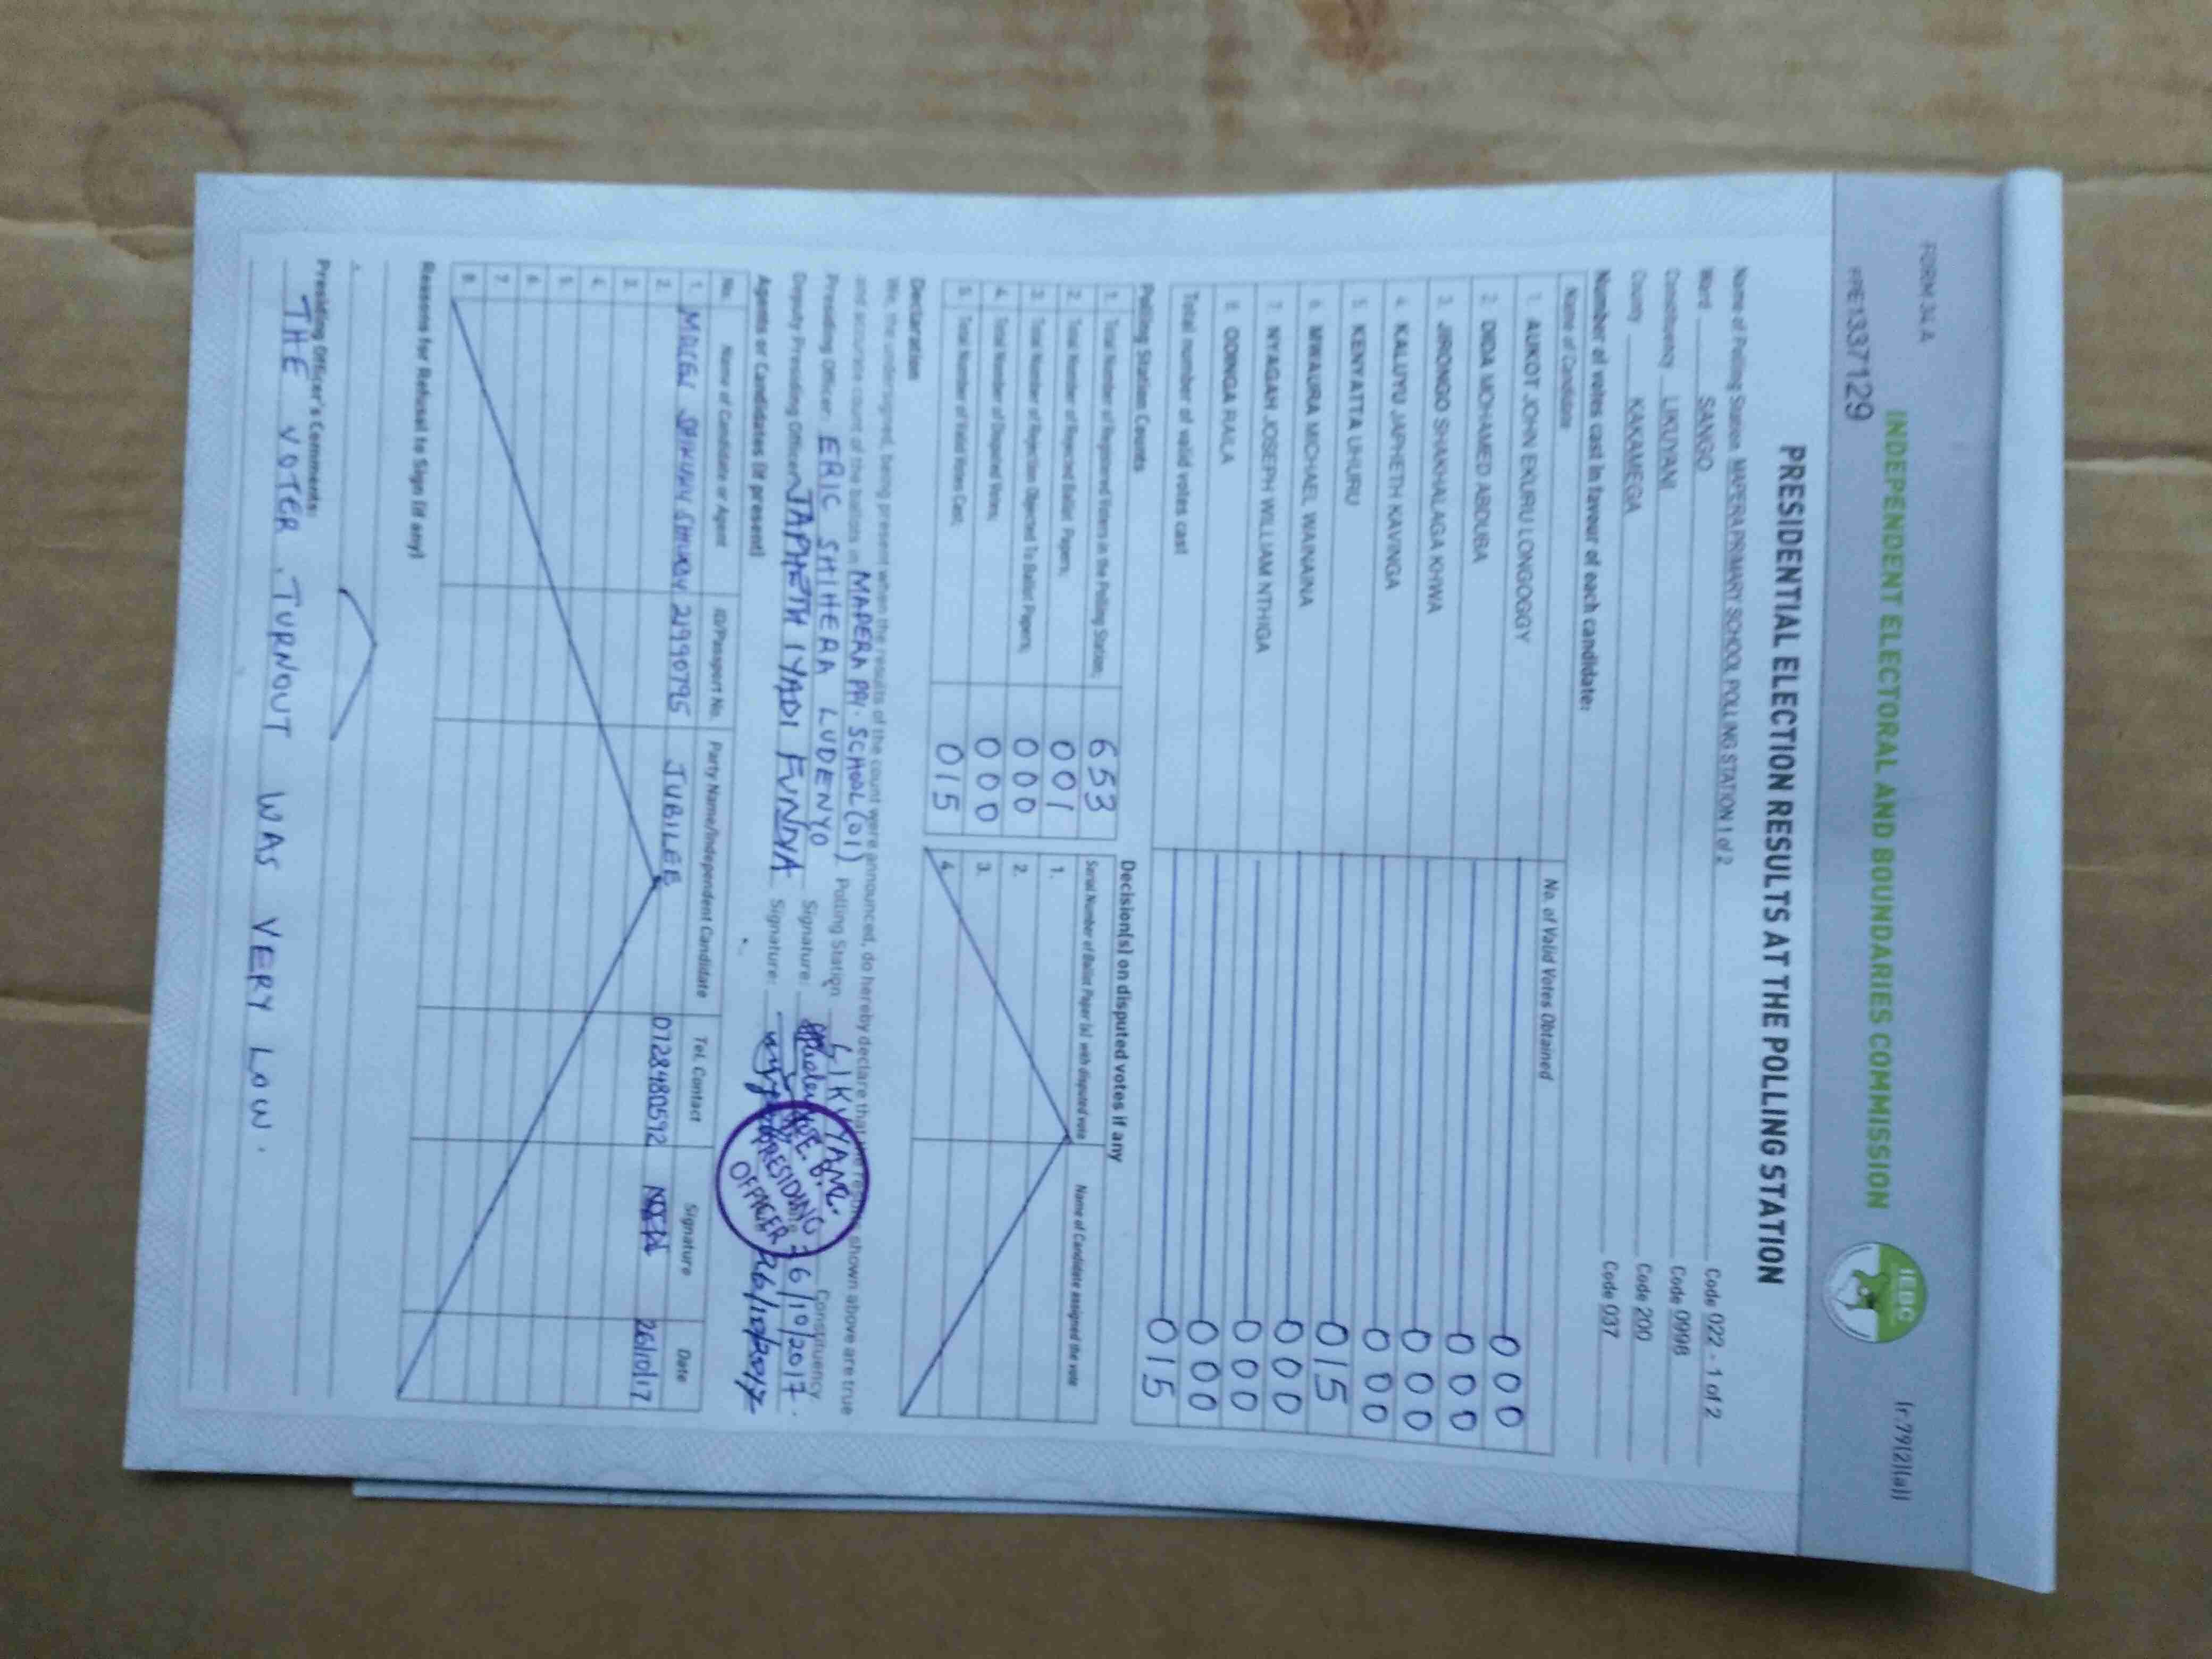 FORM 34 A
[r.79(2)(a)]
INDEPENDENT ELECTORAL AND BOUNDARIES COMMISSION
IEBC
PPE1337129
PRESIDENTIAL ELECTION RESULTS AT THE POLLING STATION
Name of Polling Station MAPERA PRIMARY SCHOOL POLLING STATION 1 of 2 Code 022 - 1 of 2
Ward SANGO Code 0998
Constituency LIKUYANI Code 200
County KAKAMEGA Code 037
Number of votes cast in favour of each candidate:
Name of Candidate No. of Valid Votes Obtained
1. AUKOT JOHN EKURU LONGOGGY 000
2. DIDA MOHAMED ABDUBA 000
3. JIRONGO SHAKHALAGA KHWA 000
4. KALUYU JAPHETH KAVINGA 000
5. KENYATTA UHURU 015
6. MWAURA MICHAEL WAINAINA 000
7. NYAGAH JOSEPH WILLIAM NTHIGA 000
8. ODINGA RAILA 000
Total number of valid votes cast 015
Polling Station Counts
1. Total Number of Registered Voters in the Polling Station; 653
2. Total Number of Rejected Ballot Papers; 001
3. Total Number of Rejection Objected To Ballot Papers; 000
4. Total Number of Disputed Votes; 000
5. Total Number of Valid Votes Cast; 015
Decision(s) on disputed votes if any
Serial Number of Ballot Paper (s) with disputed vote Name of Candidate assigned the vote
1.
2.
3.
4.
Declaration
We, the undersigned, being present when the results of the count were announced, do hereby declare that the results shown above are true
and accurate count of the ballots in MAPERA PRI. SCHOOL (01) Polling Station LIKUYANI Constituency
Presiding Officer: ERIC SHIHERA LUDENYO Signature: 26/10/2017.
Deputy Presiding Officer: JAPHETH IYADI FUNDIA Signature: 26/10/2017
PRESIDING
OFFICER
Agents or Candidates (if present)
No. Name of Candidate or Agent ID/Passport No. Party Name/Independent Candidate Tel. Contact Signature Date
1. 21990795 JUBILEE 0728480592 26/10/17
2.
3.
4.
5.
6.
7.
8.
Reasons for Refusal to Sign (if any)
Presiding Officer's Comments:
THE VOTER TURNOUT WAS VERY LOW.